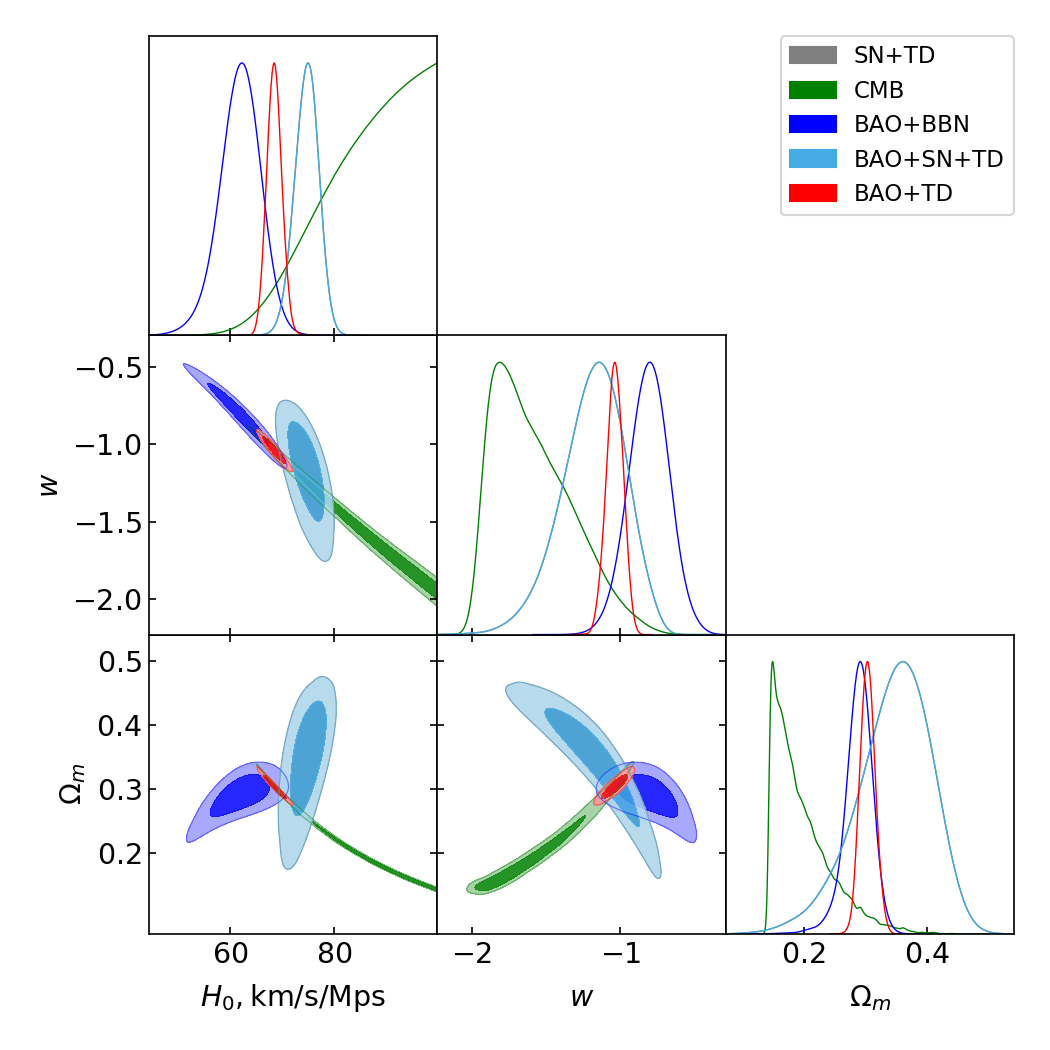 SN+TD
CMB
BAO+BBN
BAO+SN+TD
BAO+TD
−0.5
−1.0
−1.5
−2.0
w
0.5
0.4
0.3
0.2
Ωₘ
60 80 −2 −1 0.2 0.4
H₀, km/s/Mps w Ωₘ